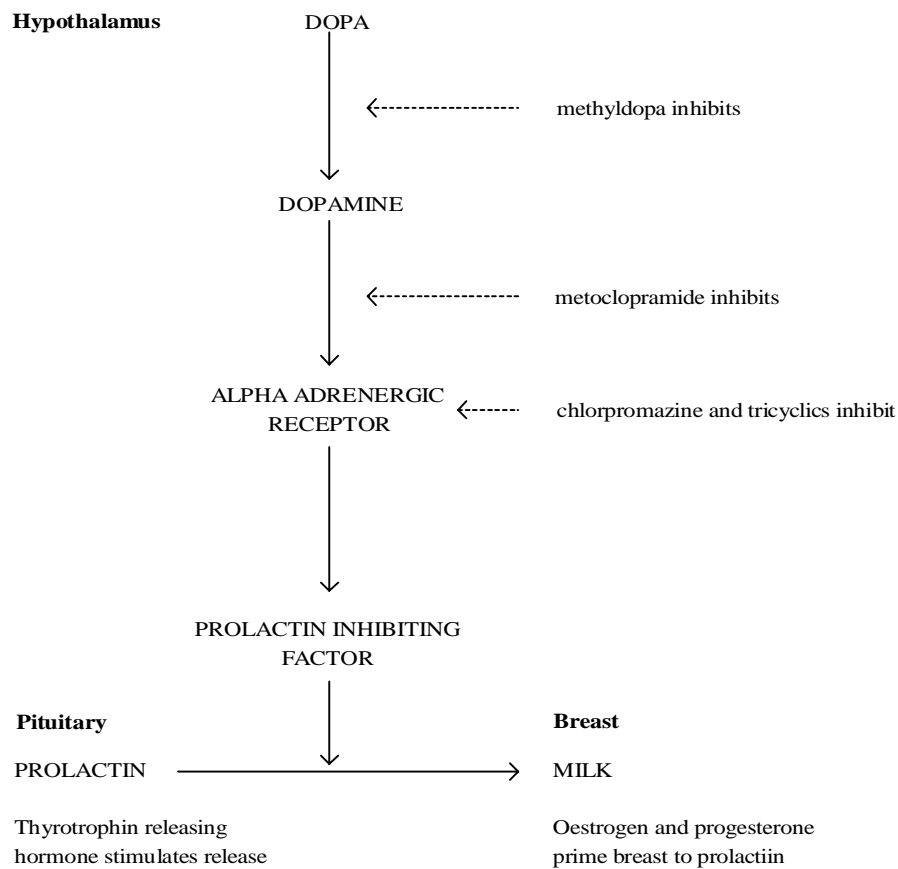 Hypothalamus
DOPA
methyldopa inhibits
DOPAMINE
metoclopramide inhibits
ALPHA ADRENERGIC
RECEPTOR
chlorpromazine and tricyclics inhibit
PROLACTIN INHIBITING
FACTOR
Pituitary
Breast
PROLACTIN
MILK
Thyrotrophin releasing
hormone stimulates release
Oestrogen and progesterone
prime breast to prolactiin